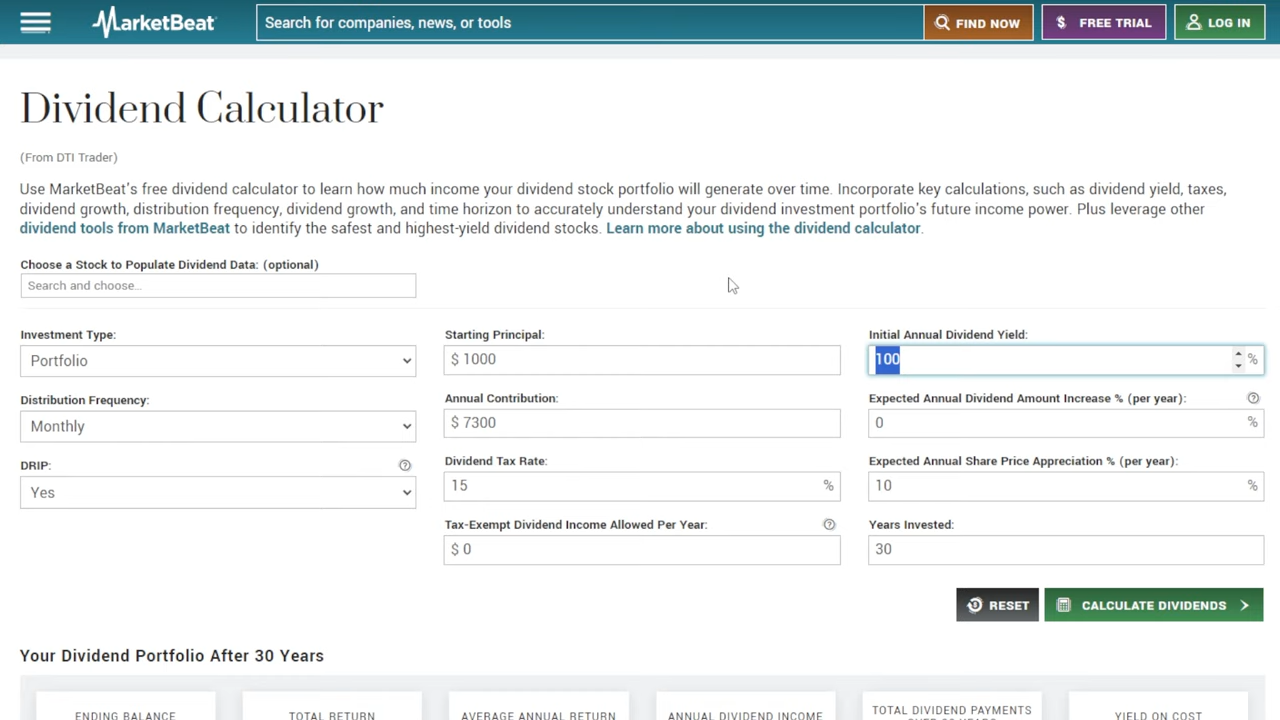 MarketBeat
Search for companies, news, or tools
FIND NOW
$ FREE TRIAL
LOG IN
Dividend Calculator
(From DTI Trader)
Use MarketBeat's free dividend calculator to learn how much income your dividend stock portfolio will generate over time. Incorporate key calculations, such as dividend yield, taxes,
dividend growth, distribution frequency, dividend growth, and time horizon to accurately understand your dividend investment portfolio's future income power. Plus leverage other
dividend tools from MarketBeat to identify the safest and highest-yield dividend stocks. Learn more about using the dividend calculator.
Choose a Stock to Populate Dividend Data: (optional)
Search and choose...
Investment Type:
Portfolio
Distribution Frequency:
Monthly
DRIP:
Yes
Starting Principal:
$ 1000
Annual Contribution:
$ 7300
Dividend Tax Rate:
15 %
Tax-Exempt Dividend Income Allowed Per Year:
$ 0
Initial Annual Dividend Yield:
100 %
Expected Annual Dividend Amount Increase % (per year):
0 %
Expected Annual Share Price Appreciation % (per year):
10 %
Years Invested:
30
RESET
CALCULATE DIVIDENDS
Your Dividend Portfolio After 30 Years
ENDING BALANCE
TOTAL RETURN
AVERAGE ANNUAL RETURN
ANNUAL DIVIDEND INCOME
TOTAL DIVIDEND PAYMENTS
YIELD ON COST